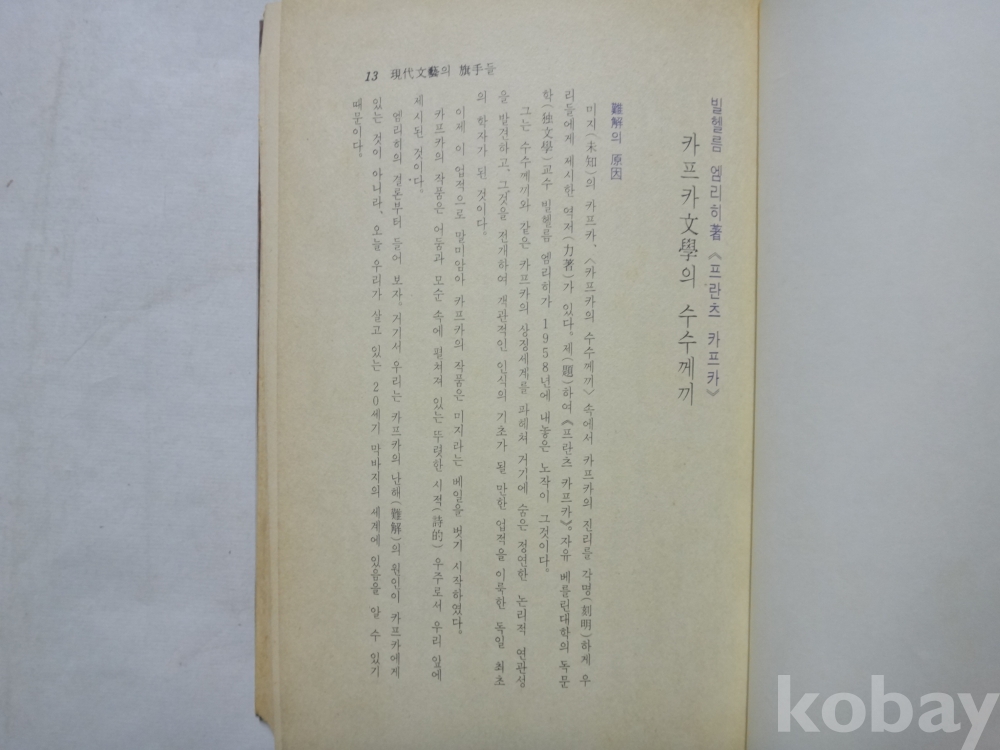 빌헬름 엠리히著 《프란츠 카프카》
카프카文學의 수수께끼
難解의 原因
미지(未知)의 카프카, 〈카프카의 수수께끼〉 속에서 카프카의 진리를 각명(刻明)하게 우
리들에게 제시한 역저(力著)가 있다. 제(題)하여 《프란츠 카프카》. 자유 베를린대학의 독문
학(独文學)교수 빌헬름 엠리히가 1958년에 내놓은 노작이 그것이다.
그는 수수께끼와 같은 카프카의 상징세계를 파헤쳐 거기에 숨은 정연한 논리적 연관성
을 발견하고, 그것을 전개하여 객관적인 인식의 기초가 될 만한 업적을 이룩한 독일 최초
의 학자가 된 것이다.
이제 이 업적으로 말미암아 카프카의 작품은 미지라는 베일을 벗기 시작하였다.
카프카의 작품은 어둠과 모순 속에 펼쳐져 있는 뚜렷한 시적(詩的) 우주로서 우리 앞에
제시된 것이다.
엠리히의 결론부터 들어 보자. 거기서 우리는 카프카의 난해(難解)의 원인이 카프카에게
있는 것이 아니라, 오늘 우리가 살고 있는 20세기 막바지의 세계에 있음을 알 수 있기
때문이다.
13 現代文藝의 旗手들
kobay